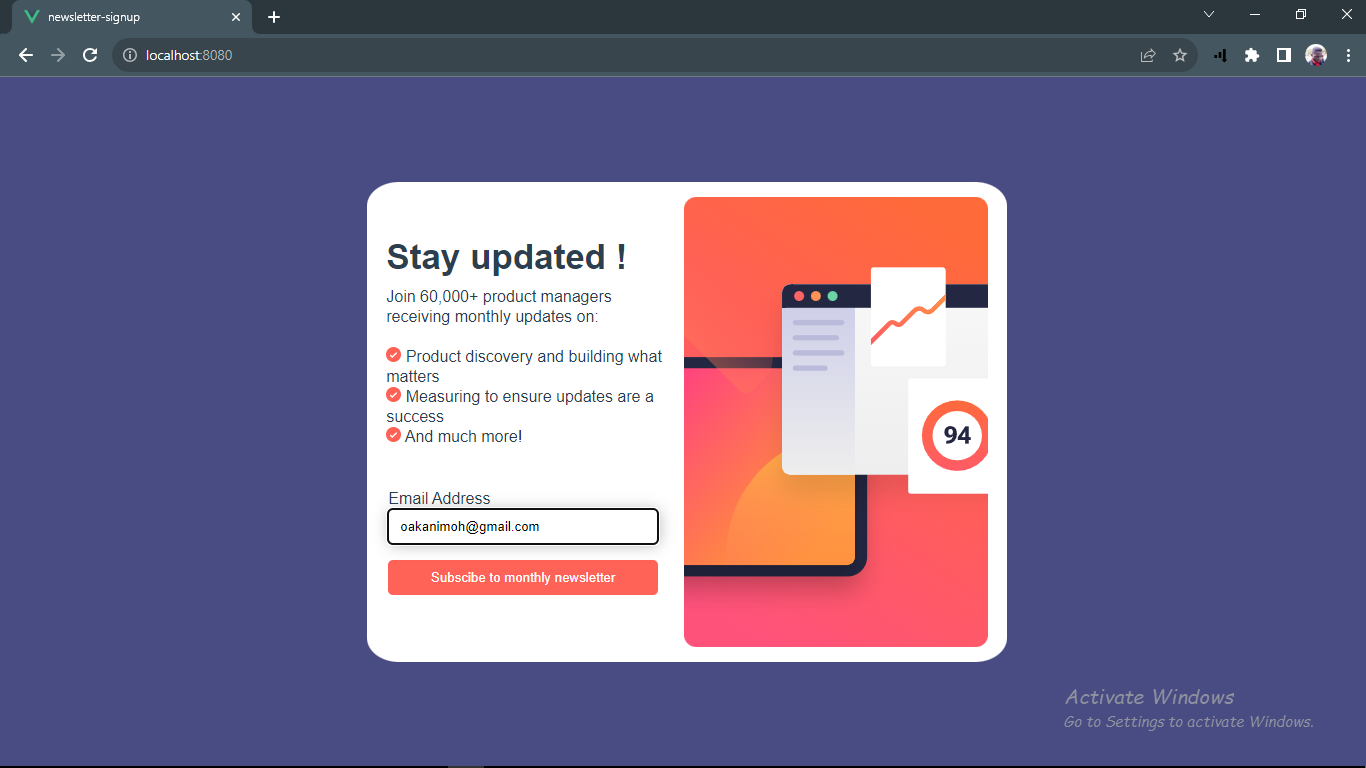 newsletter-signup
localhost:8080
Stay updated !
Join 60,000+ product managers
receiving monthly updates on:
Product discovery and building what
matters
Measuring to ensure updates are a
success
And much more!
Email Address
oakanimoh@gmail.com
Subscibe to monthly newsletter
94
Activate Windows
Go to Settings to activate Windows.